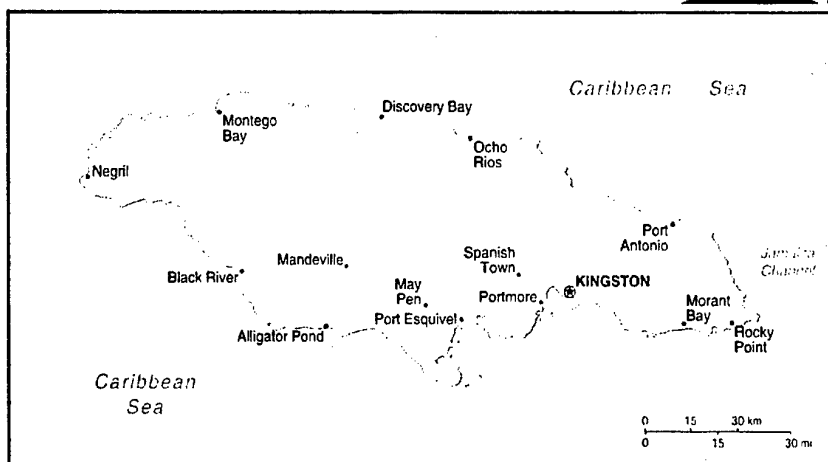 Caribbean Sea
Discovery Bay
Montego
Bay
Ocho
Rios
Negril
Port
Antonio
Jamaica
Channel
Spanish
Town
Mandeville
Black River
KINGSTON
May
Pen
Portmore
Morant
Bay
Port Esquivel
Alligator Pond
Rocky
Point
Caribbean
Sea
0 15 30 km
0 15 30 mi